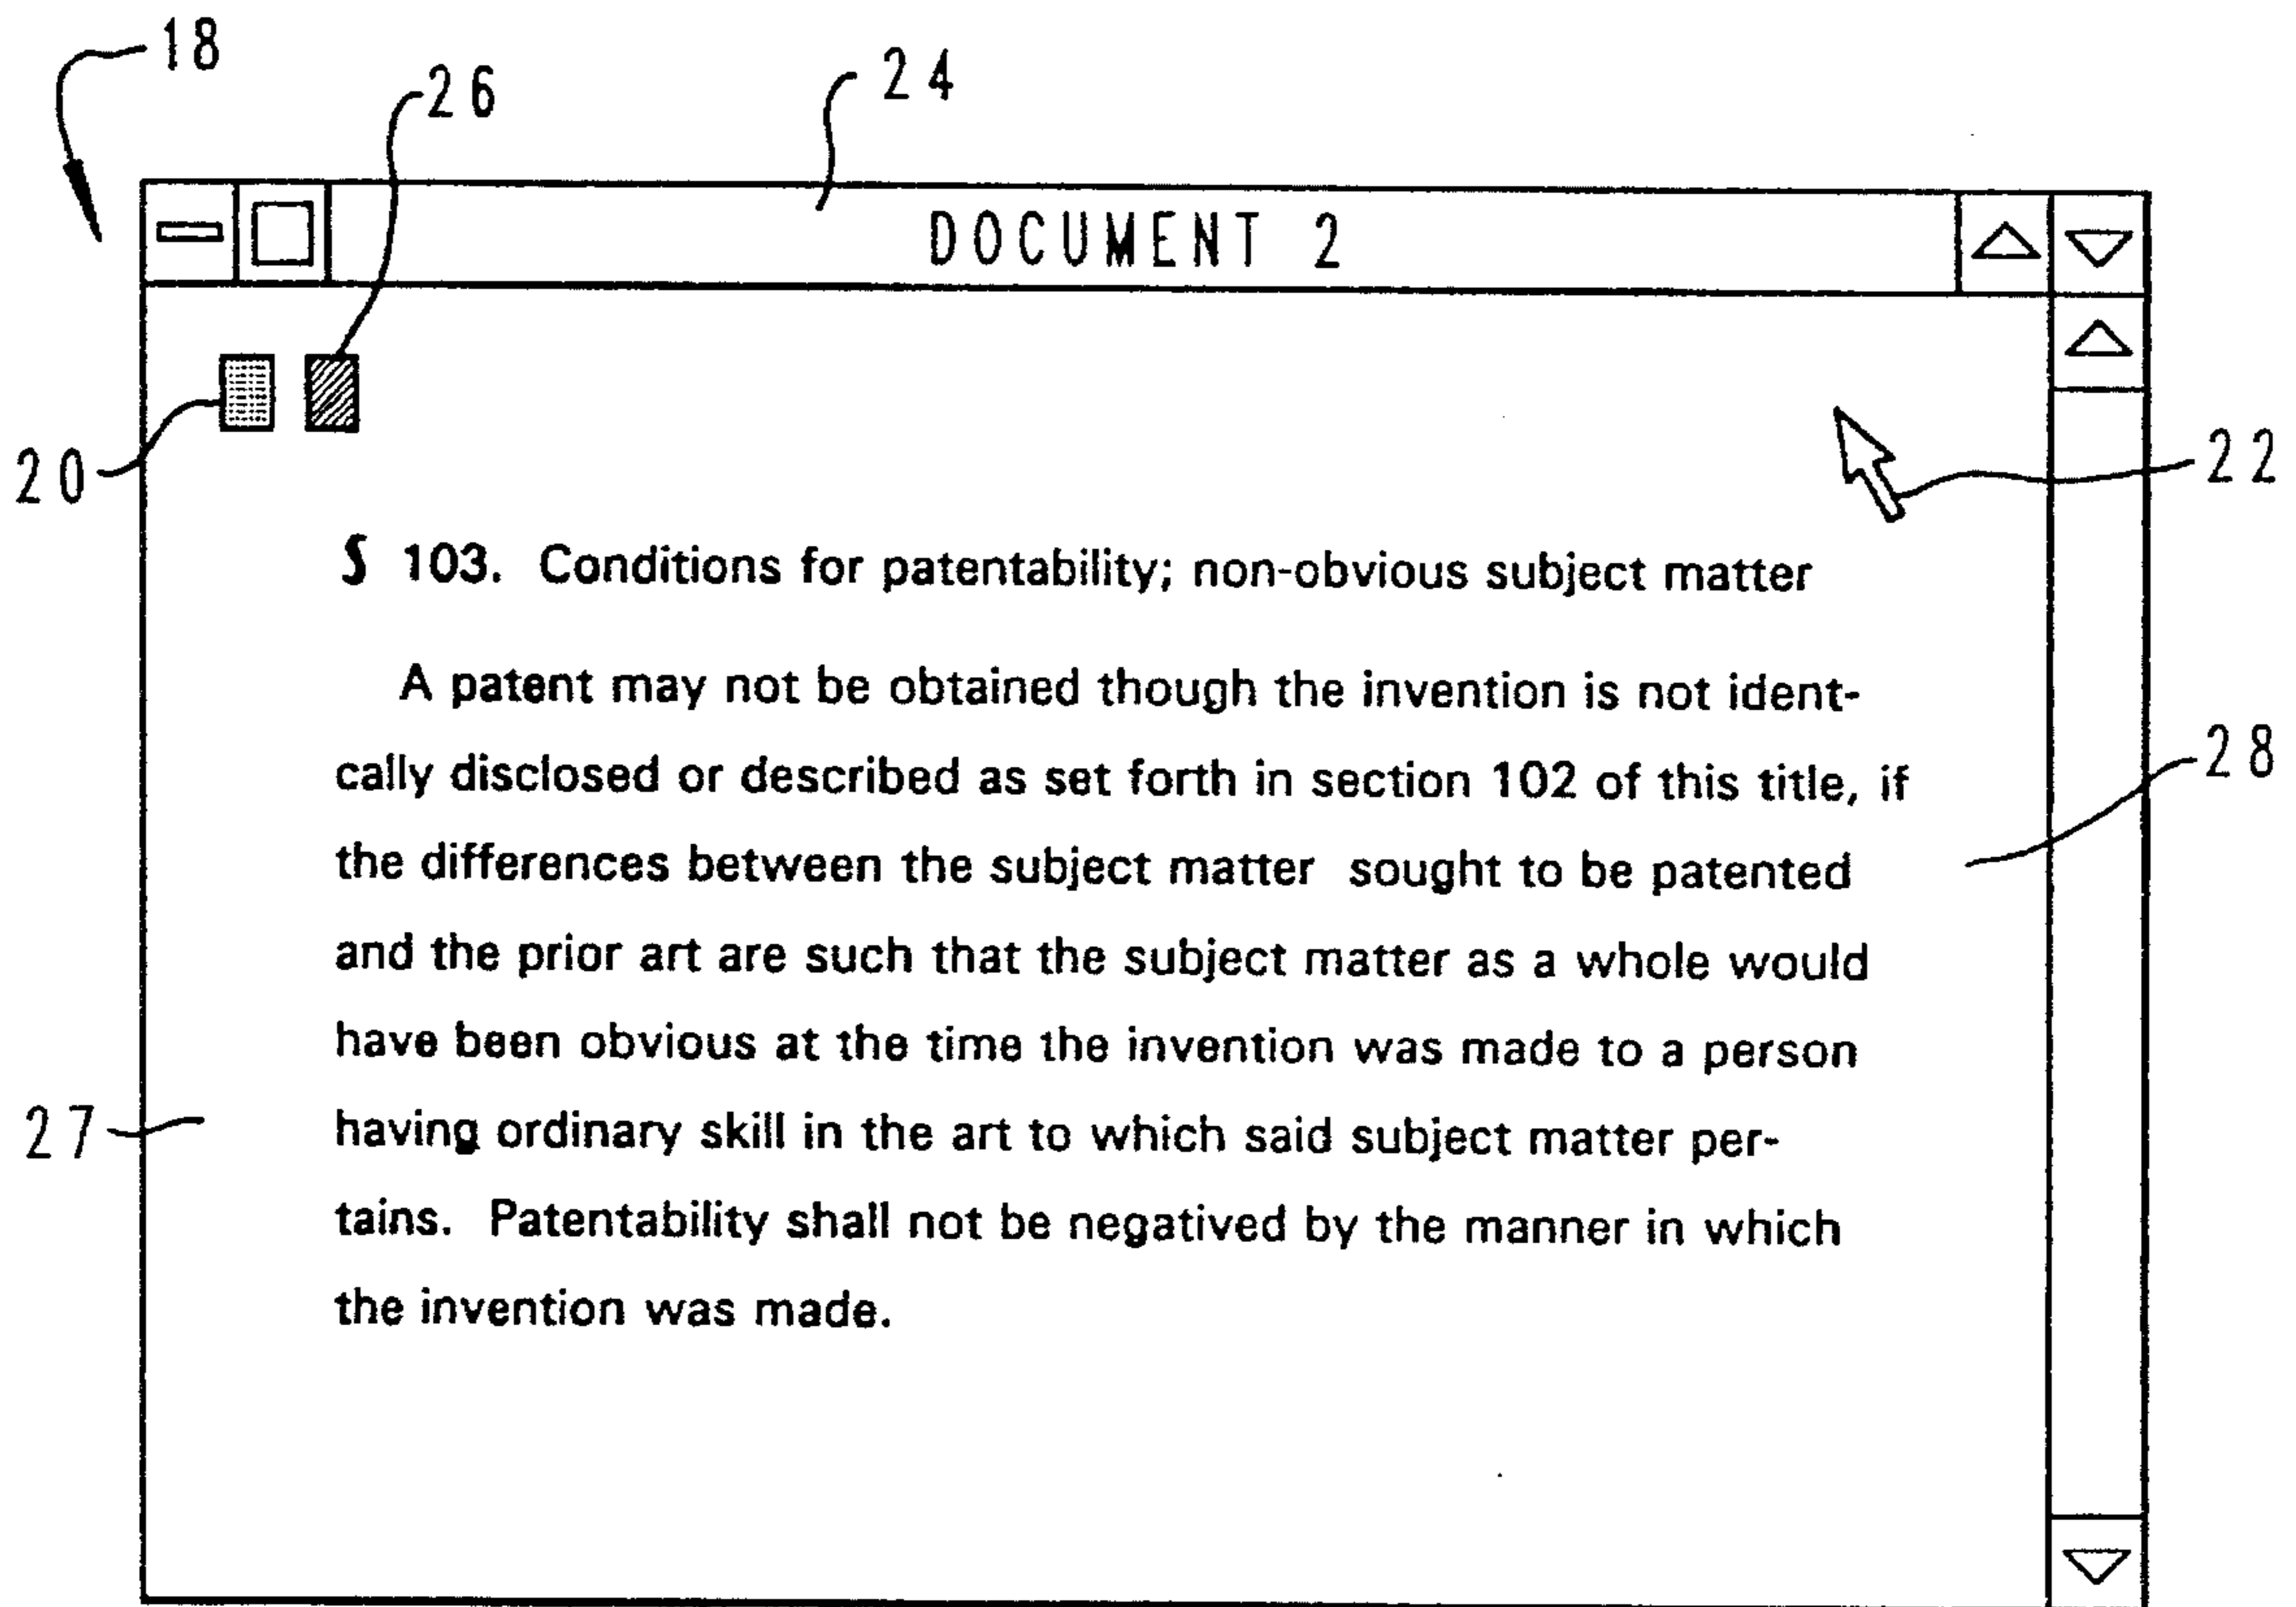 18
26
24
DOCUMENT 2
20
22
§ 103. Conditions for patentability; non-obvious subject matter
A patent may not be obtained though the invention is not ident-
cally disclosed or described as set forth in section 102 of this title, if
28
the differences between the subject matter sought to be patented
and the prior art are such that the subject matter as a whole would
have been obvious at the time the invention was made to a person
27
having ordinary skill in the art to which said subject matter per-
tains. Patentability shall not be negatived by the manner in which
the invention was made.